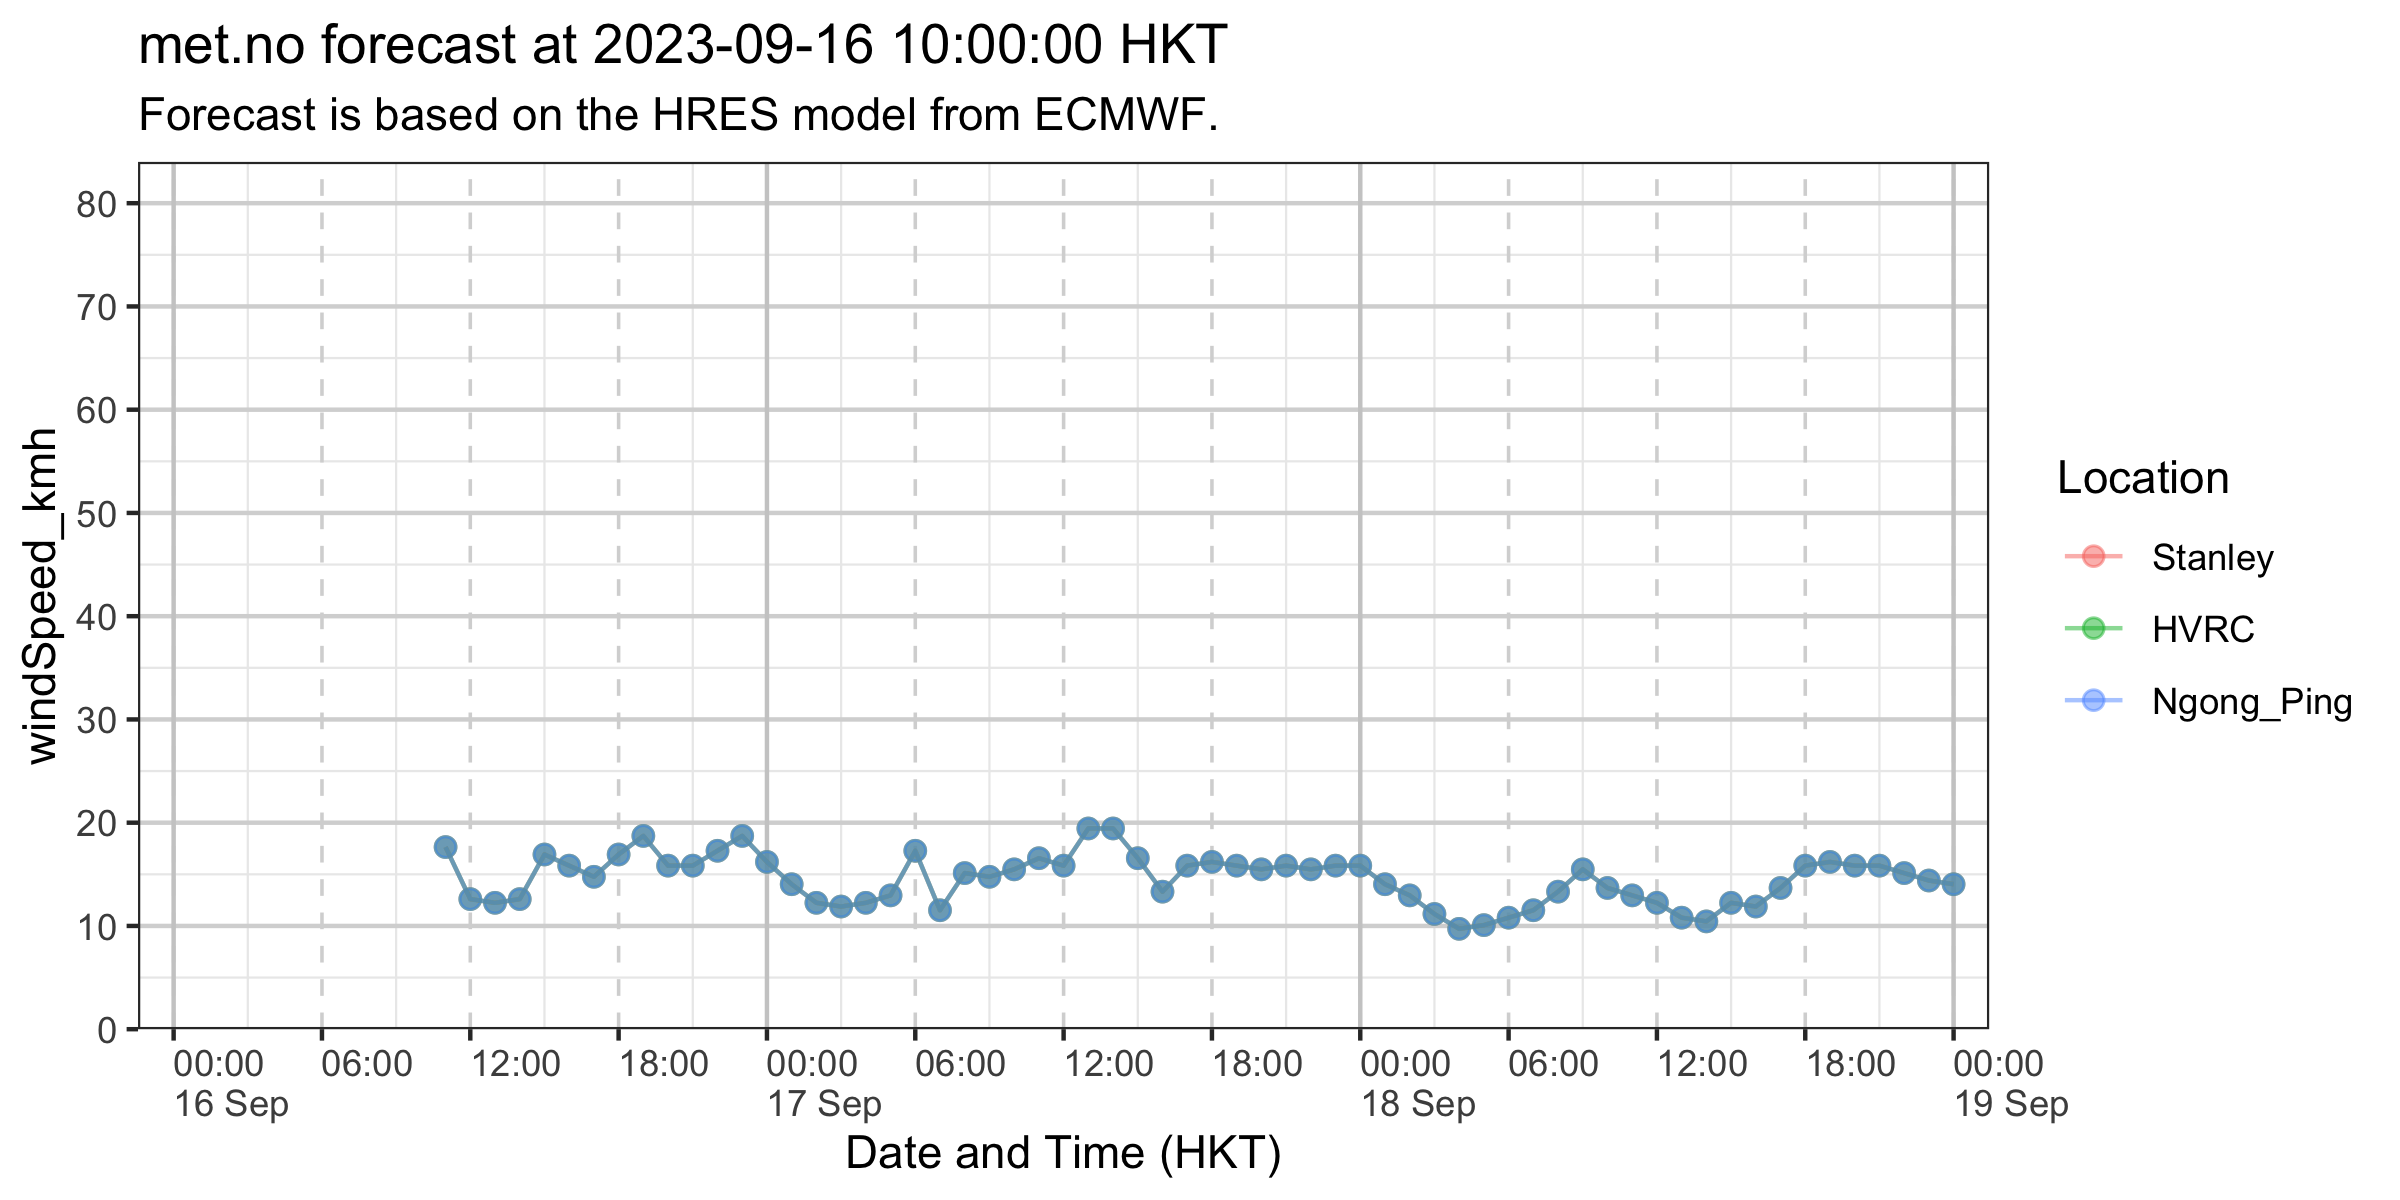 met.no forecast at 2023-09-16 10:00:00 HKT
Forecast is based on the HRES model from ECMWF.
windSpeed_kmh
80
70
60
50
40
30
20
10
0
00:00 06:00 12:00 18:00 00:00 06:00 12:00 18:00 00:00 06:00 12:00 18:00 00:00
16 Sep 17 Sep 18 Sep 19 Sep
Date and Time (HKT)
Location
Stanley
HVRC
Ngong_Ping